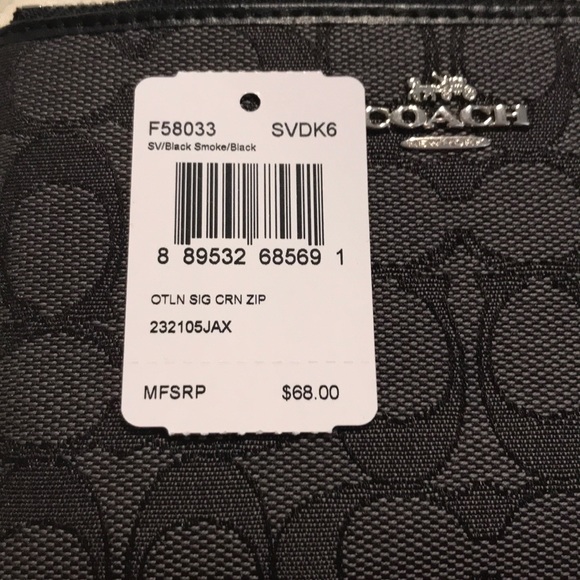 F58033 SVDK6
SV/Black Smoke/Black
8 89532 68569 1
OTLN SIG CRN ZIP
232105JAX
MFSRP $68.00
COACH